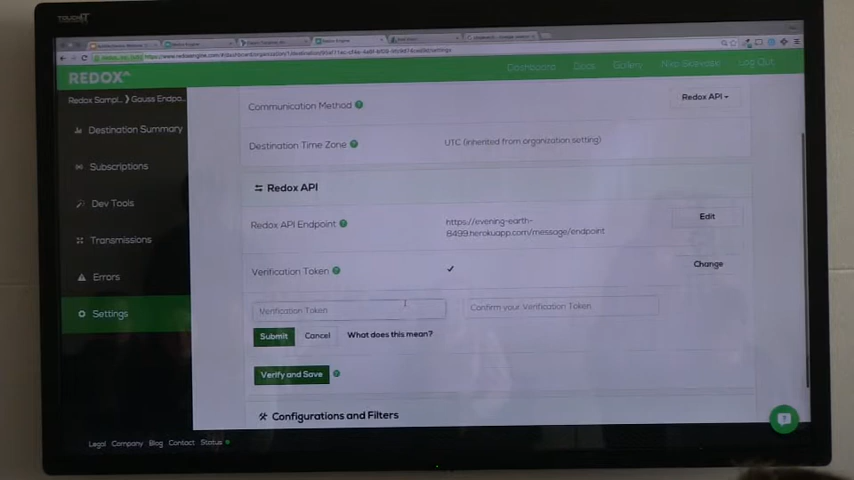 REDOX
Dashboard Docs Gallery Log Out
Redox Sampl... > Gauss Endpo...
Destination Summary
Subscriptions
Dev Tools
Transmissions
Errors
Settings
Communication Method ?
Redox API
Destination Time Zone ?
UTC (inherited from organization setting)
Redox API
Redox API Endpoint ?
https://evening-earth-
8499.herokuapp.com/message/endpoint
Edit
Verification Token ?
Change
Verification Token
Confirm your Verification Token
Submit Cancel What does this mean?
Verify and Save ?
Configurations and Filters
Legal Company Blog Contact Status